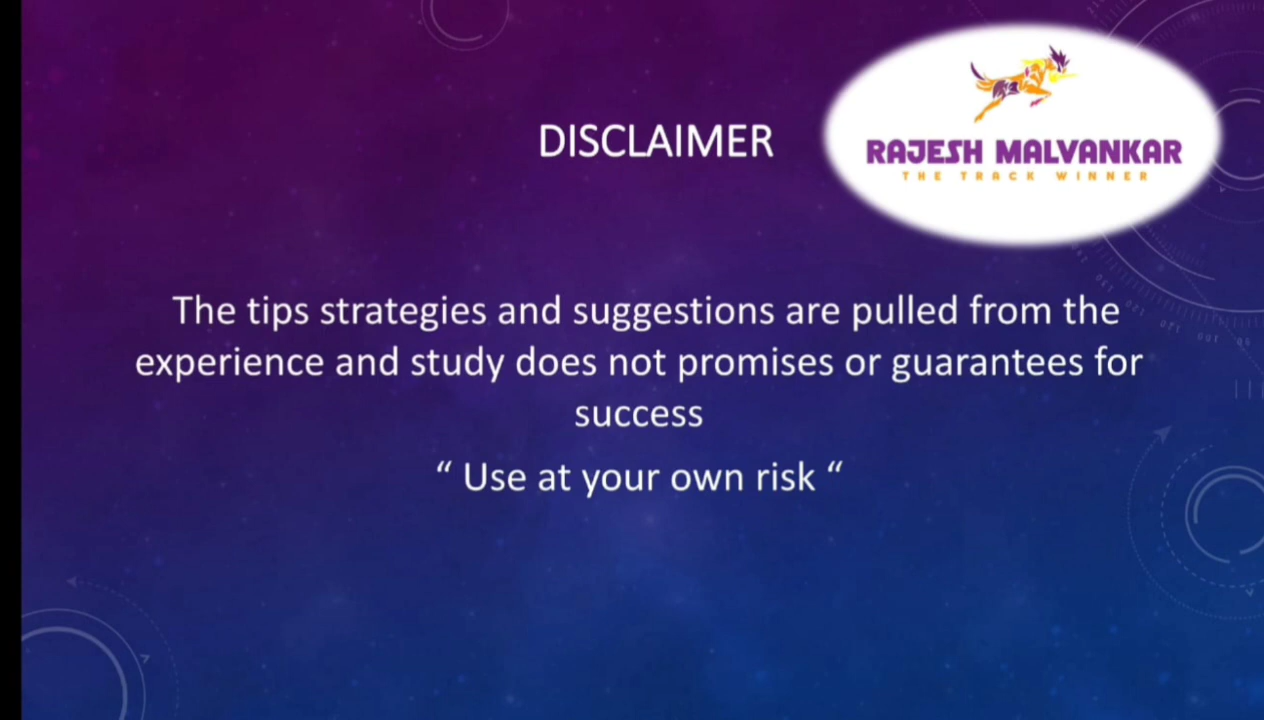 DISCLAIMER
RAJESH MALVANKAR
THE TRACK WINNER
The tips strategies and suggestions are pulled from the
experience and study does not promises or guarantees for
success
“ Use at your own risk “